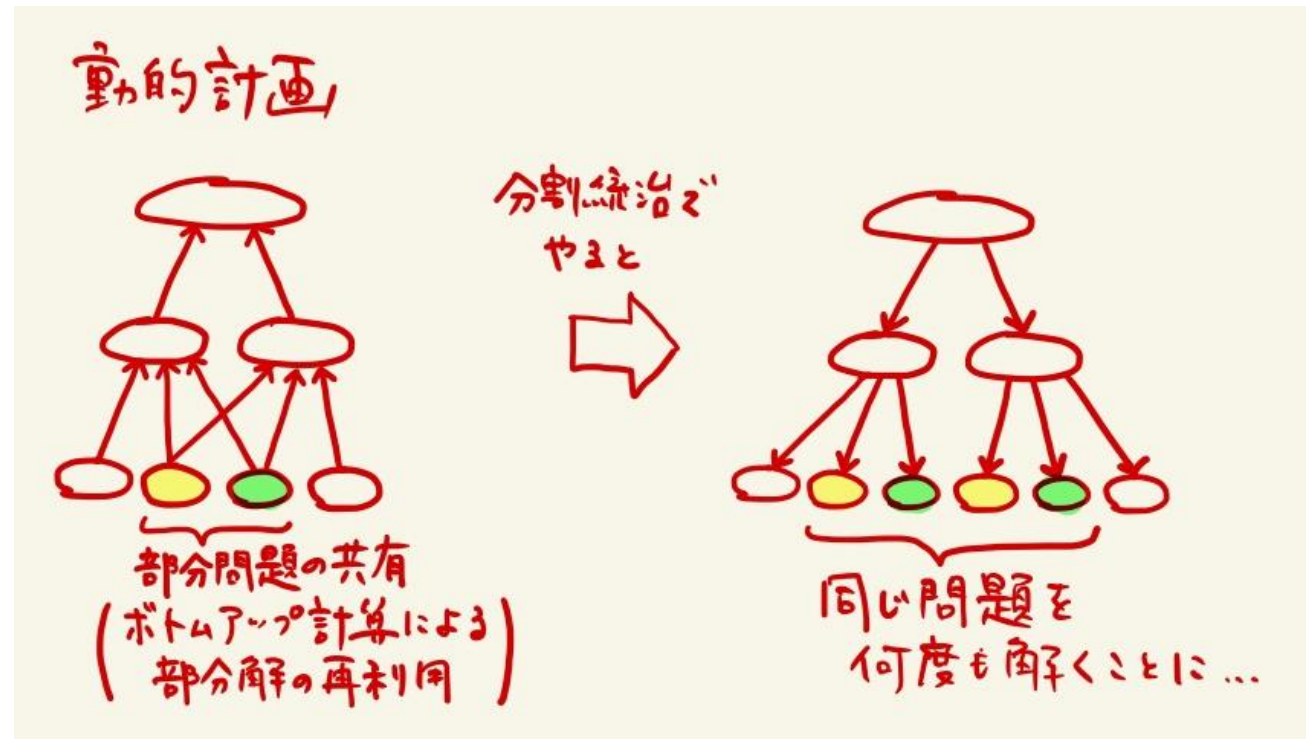 動的計画
分割統治で
やると
部分問題の共有
(ボトムアップ計算による
部分解の再利用)
同じ問題を
何度も解くことに...